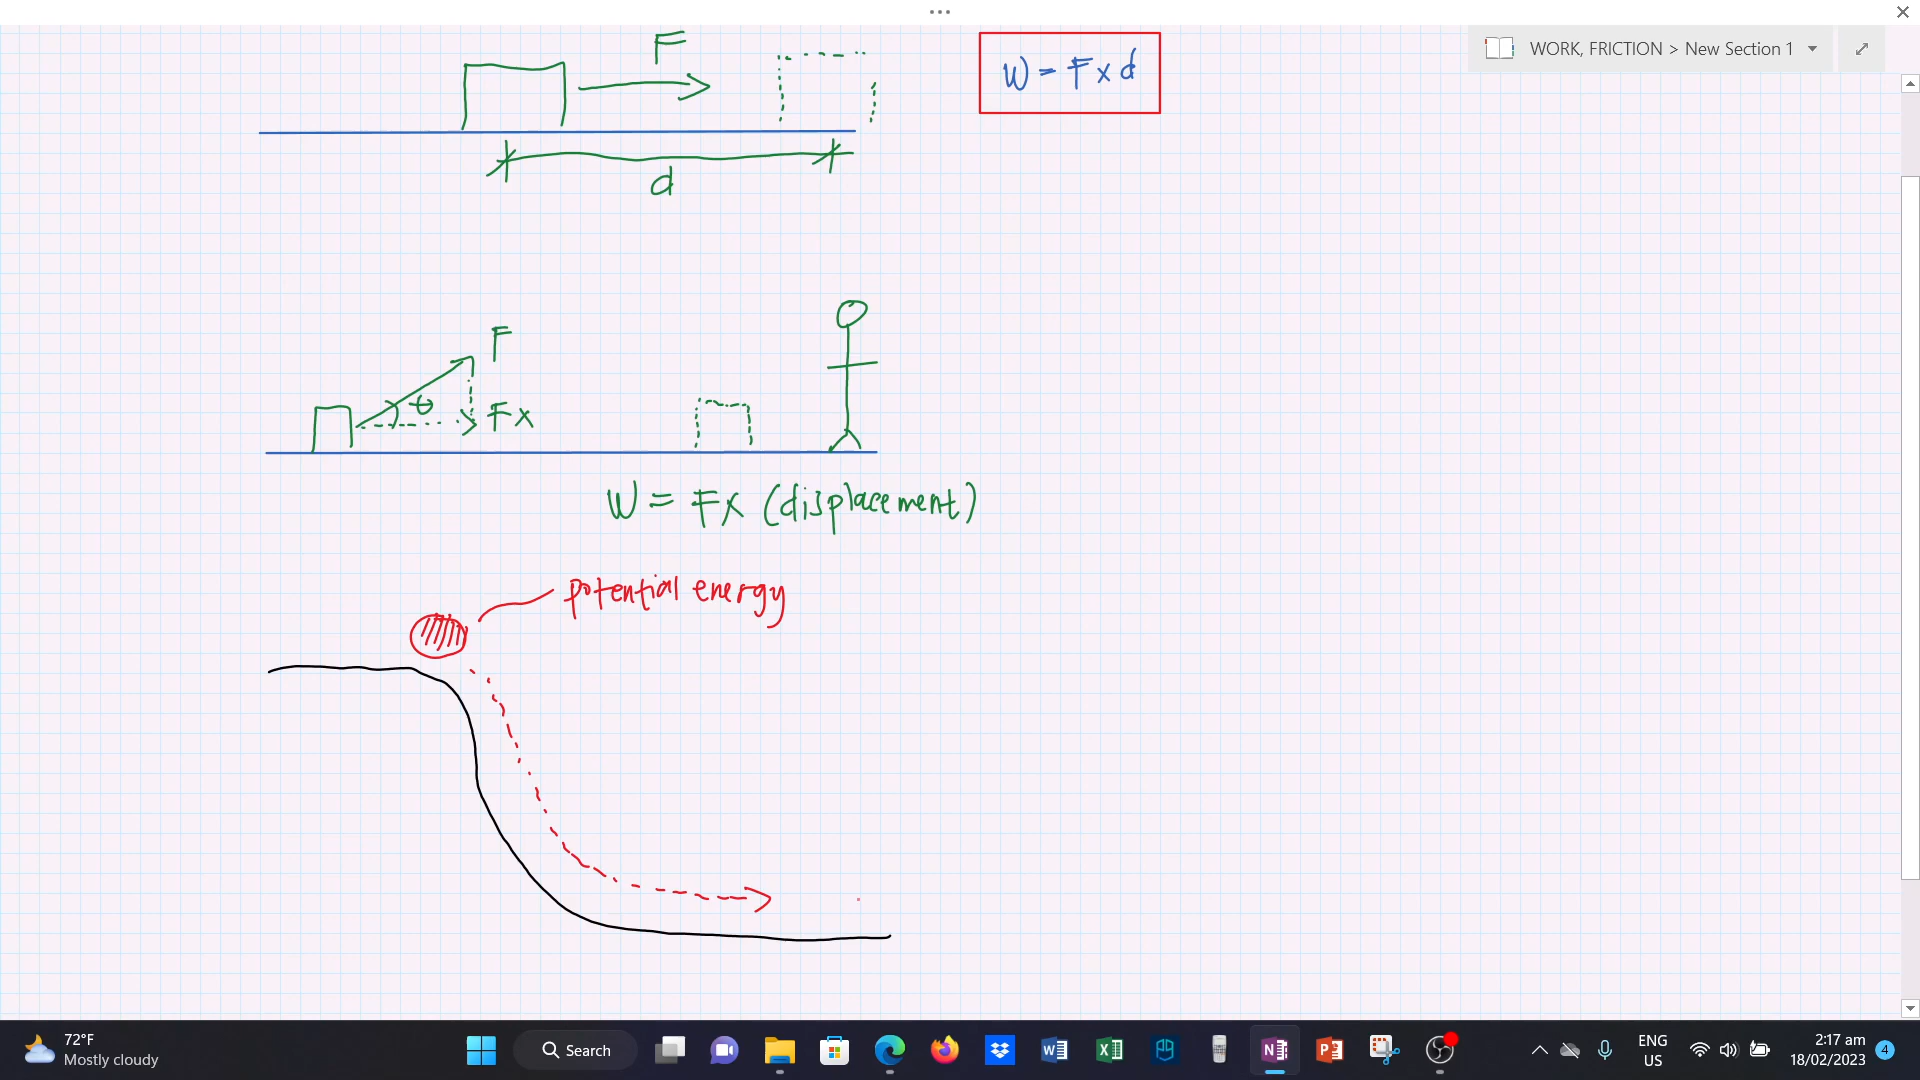 WORK, FRICTION > New Section 1
F
W = F x d
d
F
θ
Fx
W = Fx (displacement)
potential energy
72°F
Mostly cloudy
Search
ENG
US
2:17 am
18/02/2023
4